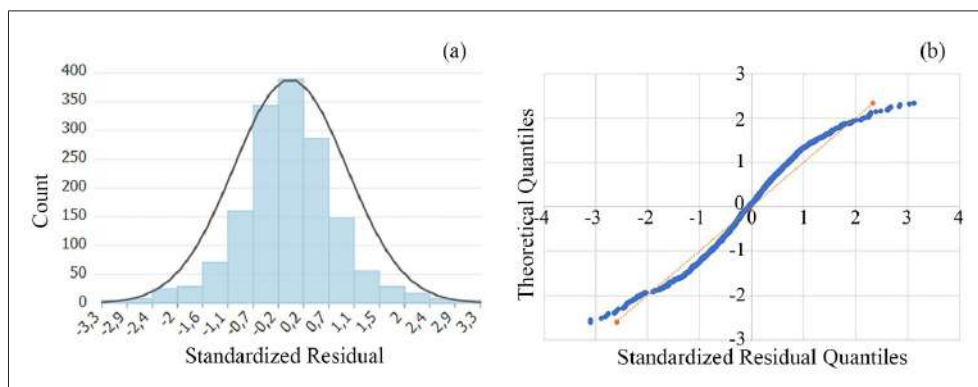 (a)
400
350
300
250
200
150
100
50
0
Count
-3,3 -2,9 -2,4 -2 -1,6 -1,1 -0,7 -0,2 0,2 0,7 1,1 1,5 2 2,4 2,9 3,3
Standardized Residual
(b)
3
2
1
0
-4 -3 -2 -1 0 1 2 3 4
-1
-2
-3
Theoretical Quantiles
Standardized Residual Quantiles